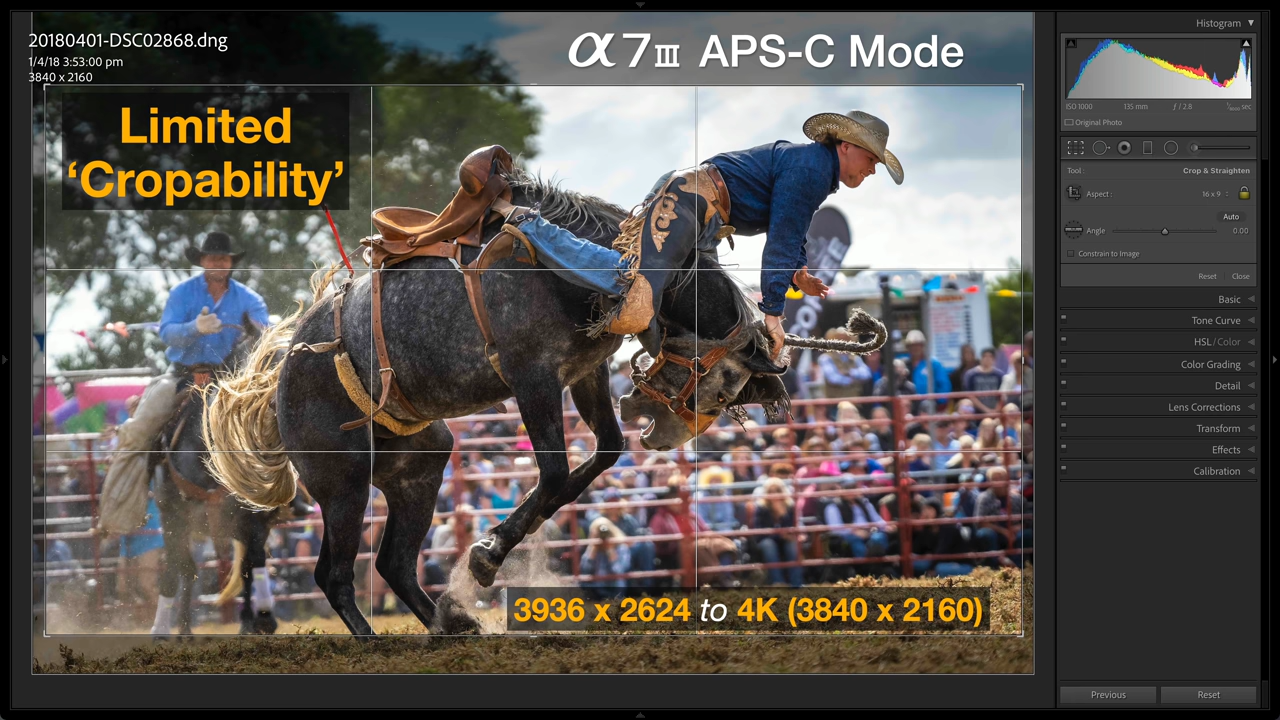 20180401-DSC02868.dng
1/4/18 3:53:00 pm
3840 x 2160
α7III APS-C Mode
Limited
‘Cropability’
3936 x 2624 to 4K (3840 x 2160)
Histogram
ISO 1000 135 mm ƒ / 2.8
sec
Original Photo
Tool : Crop & Straighten
Aspect : 16 x 9
Auto
Angle 0.00
Constrain to Image
Reset Close
Basic
Tone Curve
HSL / Color
Color Grading
Detail
Lens Corrections
Transform
Effects
Calibration
Previous Reset